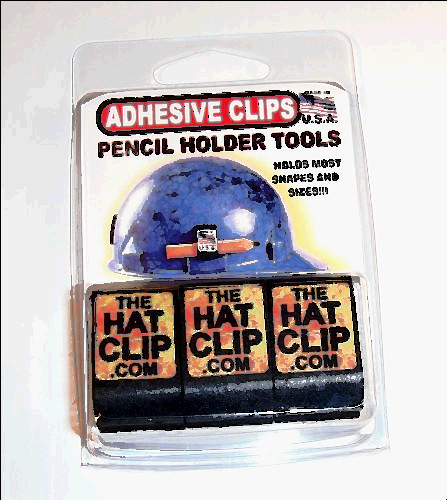 ADHESIVE CLIPS
MADE IN
U.S.A.
PENCIL HOLDER TOOLS
HOLDS MOST
SHAPES AND
SIZES!!!
THE
HAT
CLIP
.COM
THE
HAT
CLIP
.COM
THE
HAT
CLIP
.COM